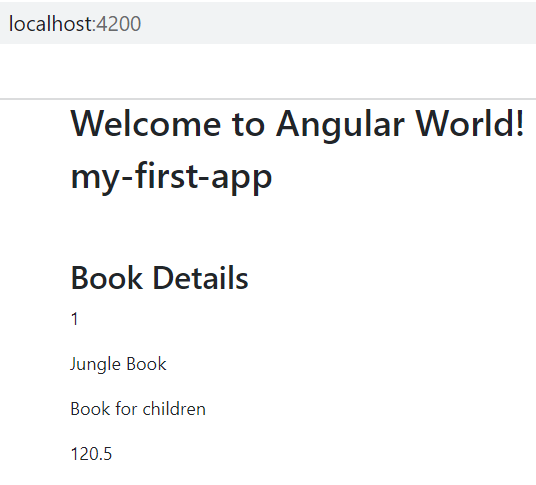 localhost:4200
Welcome to Angular World!
my-first-app
Book Details
1
Jungle Book
Book for children
120.5